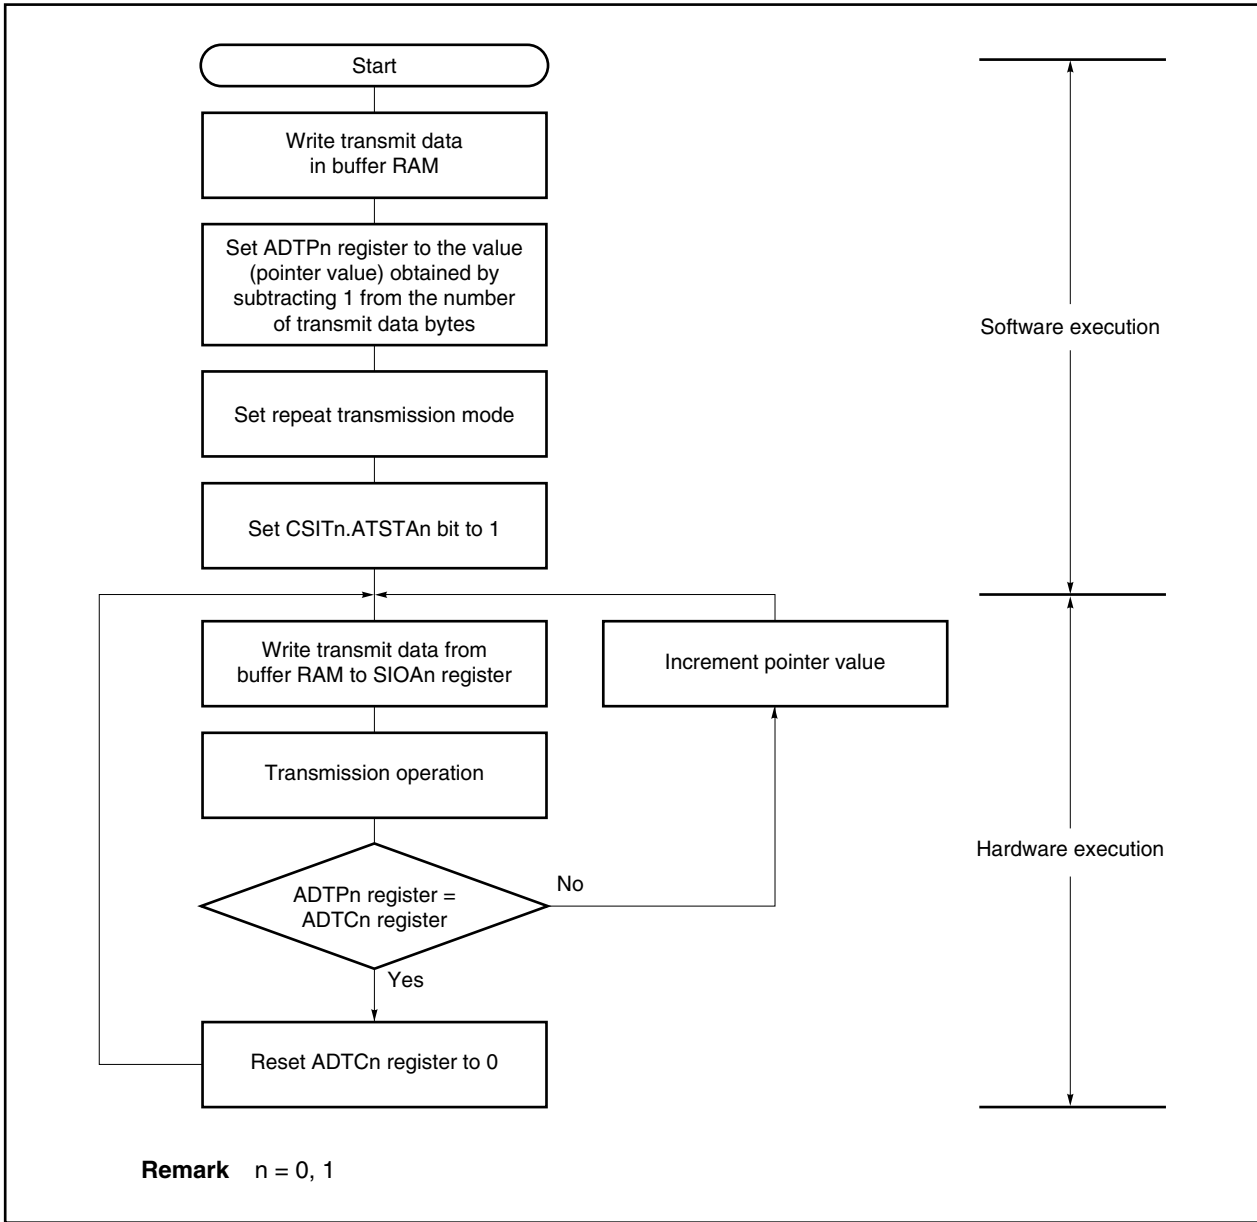 Start
Write transmit data
in buffer RAM
Set ADTPn register to the value
(pointer value) obtained by
subtracting 1 from the number
of transmit data bytes
Software execution
Set repeat transmission mode
Set CSITn.ATSTAn bit to 1
Write transmit data from
buffer RAM to SIOAn register
Increment pointer value
Transmission operation
Hardware execution
ADTPn register =
ADTCn register
No
Yes
Reset ADTCn register to 0
Remark n = 0, 1